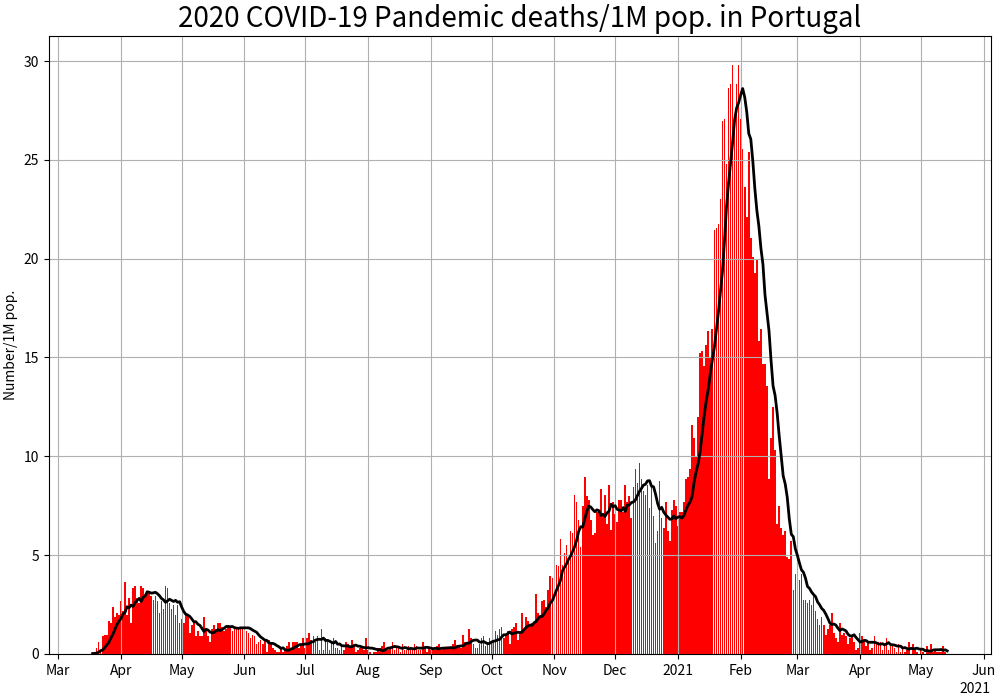 2020 COVID-19 Pandemic deaths/1M pop. in Portugal
Number/1M pop.
30
25
20
15
10
5
0
Mar Apr May Jun Jul Aug Sep Oct Nov Dec 2021 Feb Mar Apr May Jun
2021